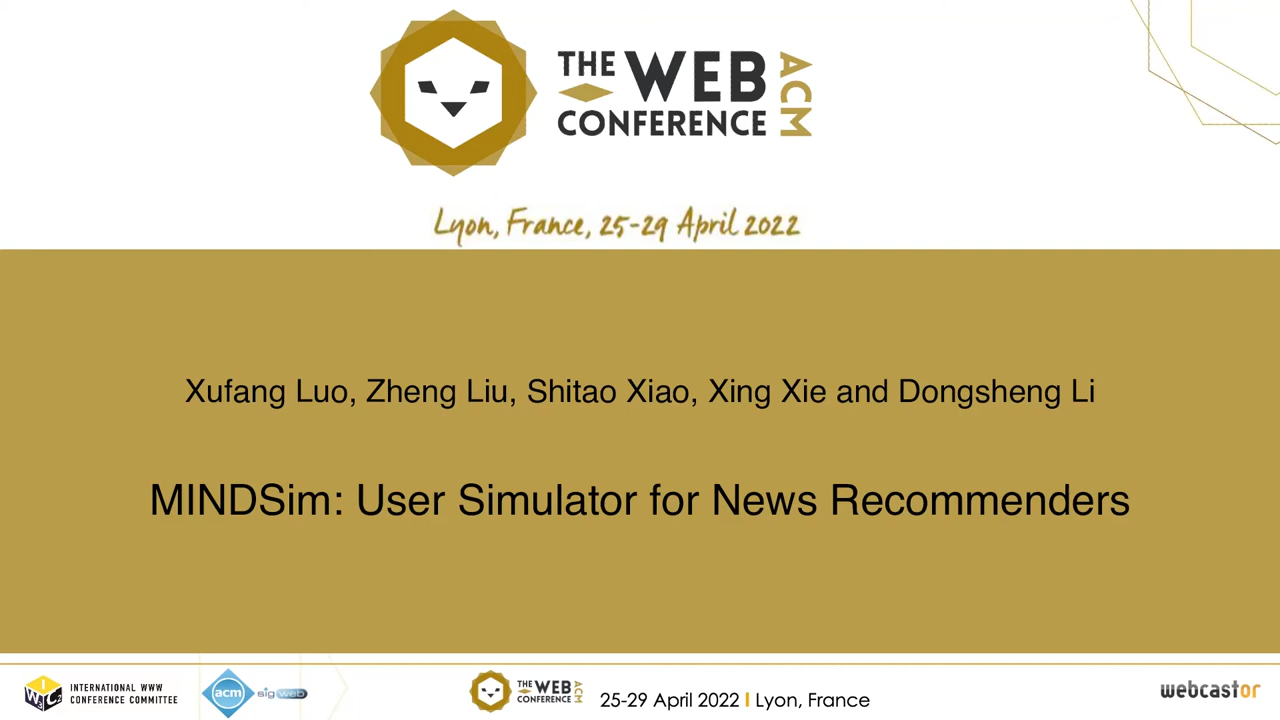 THE WEB
CONFERENCE
ACM
Lyon, France, 25-29 April 2022
Xufang Luo, Zheng Liu, Shitao Xiao, Xing Xie and Dongsheng Li
MINDSim: User Simulator for News Recommenders
IW3C2
INTERNATIONAL WWW
CONFERENCE COMMITTEE
acm
sigweb
THE WEB
CONFERENCE
ACM
25-29 April 2022 I Lyon, France
webcastor